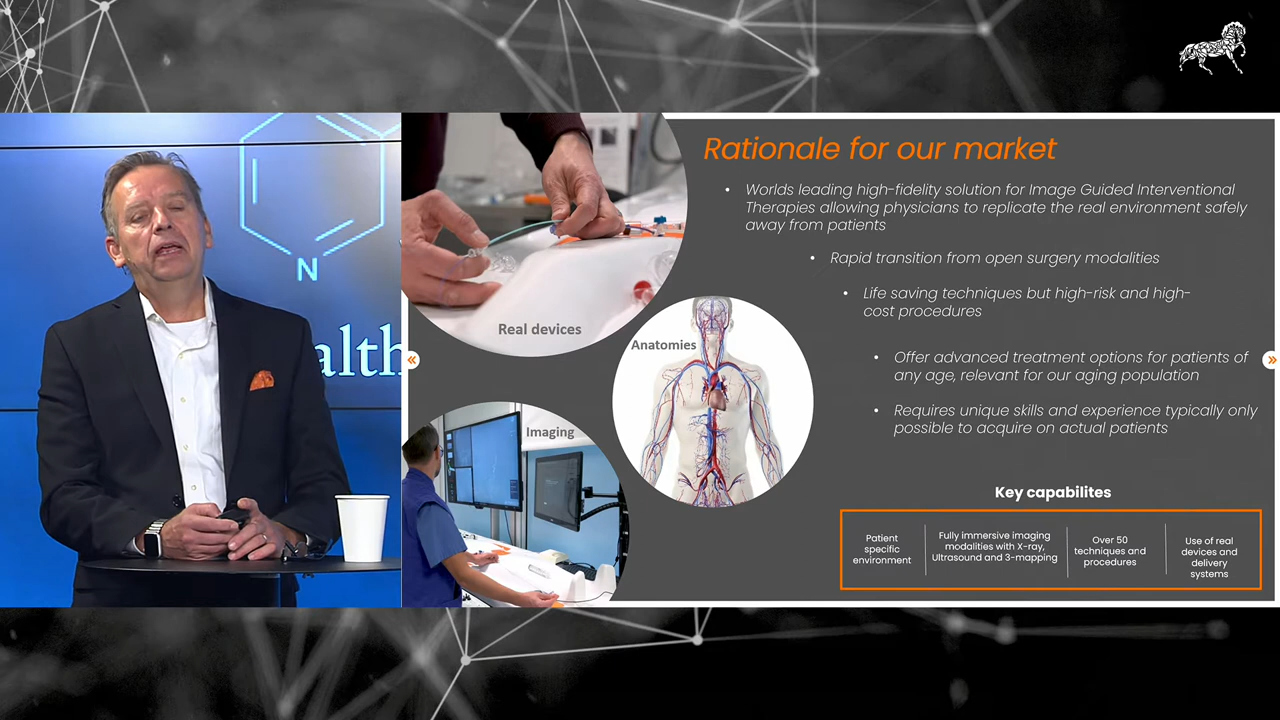 N
alth
Real devices
Anatomies
Imaging
Rationale for our market
• Worlds leading high-fidelity solution for Image Guided Interventional
Therapies allowing physicians to replicate the real environment safely
away from patients
• Rapid transition from open surgery modalities
• Life saving techniques but high-risk and high-
cost procedures
• Offer advanced treatment options for patients of
any age, relevant for our aging population
• Requires unique skills and experience typically only
possible to acquire on actual patients
Key capabilites
Patient
specific
environment
Fully immersive imaging
modalities with X-ray,
Ultrasound and 3-mapping
Over 50
techniques and
procedures
Use of real
devices and
delivery
systems